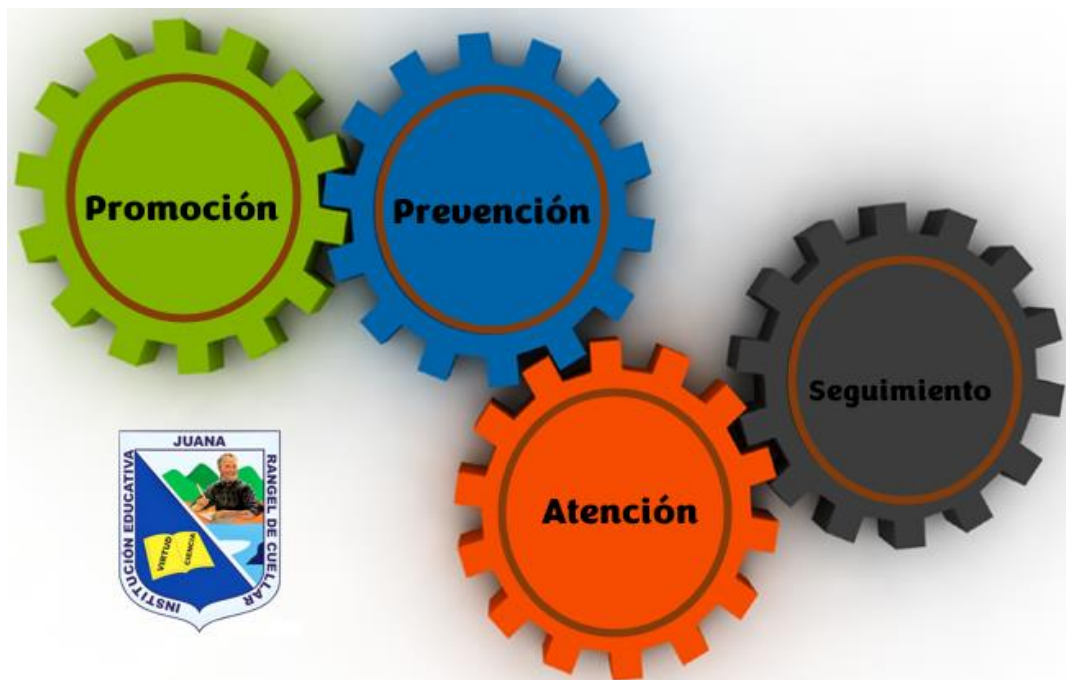 Promoción
Prevención
Seguimiento
Atención
JUANA
RANGEL DE CUELLAR
INSTITUCIÓN EDUCATIVA
VIRTUD
CIENCIA